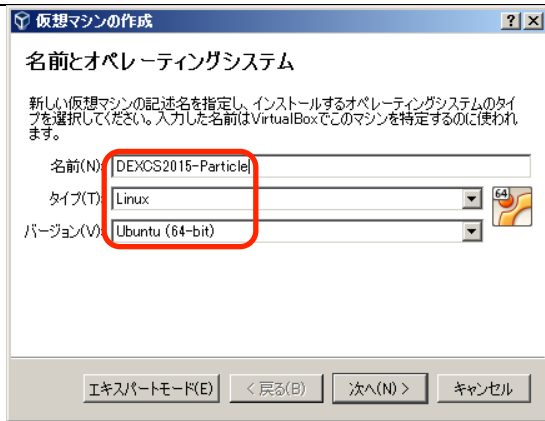 仮想マシンの作成
名前とオペレーティングシステム
新しい仮想マシンの記述名を指定し、インストールするオペレーティングシステムのタイ
プを選択してください。入力した名前はVirtualBoxでこのマシンを特定するのに使われ
ます。
名前(N): DEXCS2015-Particle
タイプ(T): Linux
64
バージョン(V): Ubuntu (64-bit)
エキスパートモード(E) < 戻る(B) 次へ(N) > キャンセル